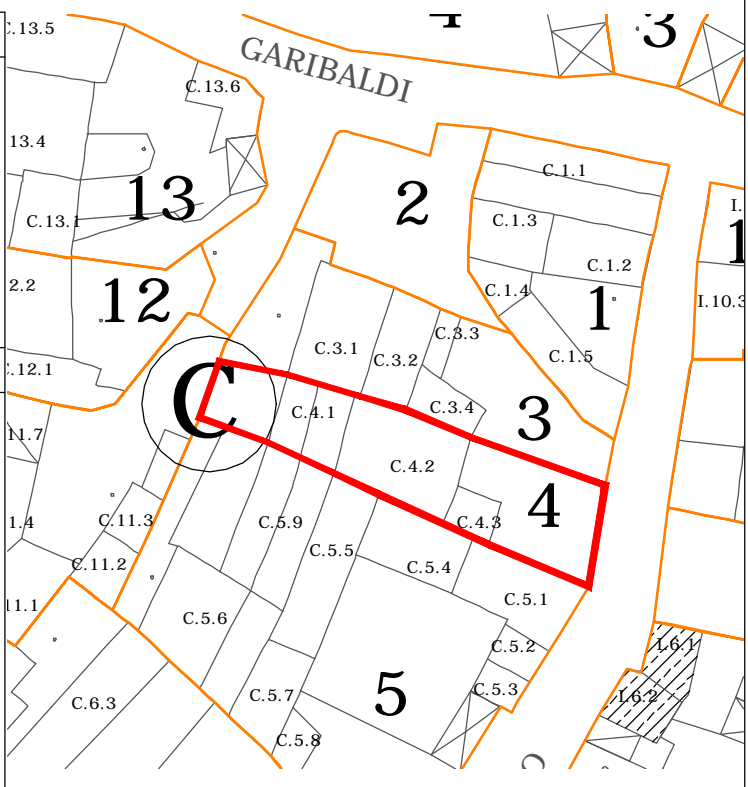 4
3
C.13.5
GARIBALDI
C.13.6
13.4
13
C.13.1
C.1.1
2
C.1.3
C.1.2
C.1.4
1
C.1.5
I.
1
I.10.3
2.2
12
C.12.1
C.3.1
C.3.2
C.3.3
C.3.4
3
C
C.4.1
C.4.2
C.4.3
4
11.7
1.4
C.11.3
C.11.2
11.1
C.5.9
C.5.5
C.5.4
C.5.1
C.5.6
C.5.2
C.5.3
5
C.5.7
C.5.8
C.6.3
I.6.1
I.6.2
O